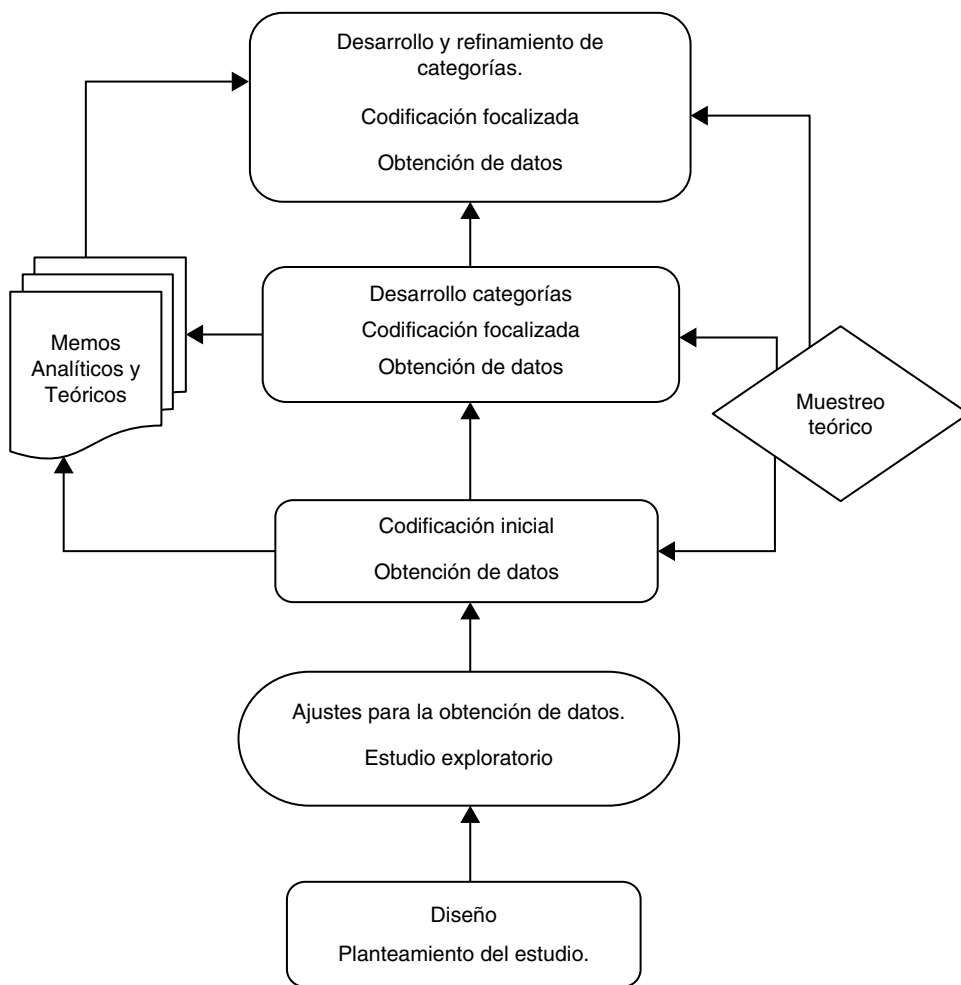 Desarrollo y refinamiento de
categorías.
Codificación focalizada
Obtención de datos
Desarrollo categorías
Codificación focalizada
Obtención de datos
Memos
Analíticos y
Teóricos
Muestreo
teórico
Codificación inicial
Obtención de datos
Ajustes para la obtención de datos.
Estudio exploratorio
Diseño
Planteamiento del estudio.